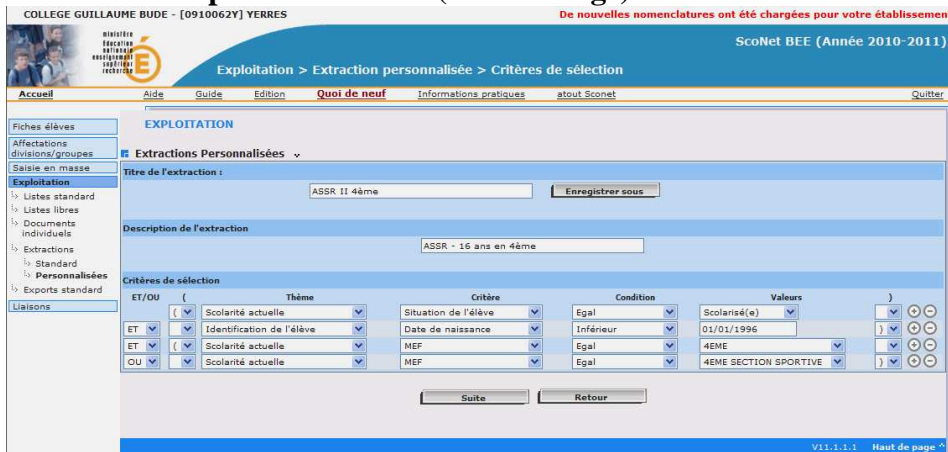 COLLEGE GUILLAUME BUDE - [0910062Y] YERRES
De nouvelles nomenclatures ont été chargées pour votre établissemen
ScoNet BEE (Année 2010-2011)
Exploitation > Extraction personnalisée > Critères de sélection
Accueil Aide Guide Edition Quoi de neuf Informations pratiques atout Sconet Quitter
Fiches élèves
Affectations
divisions/groupes
Saisie en masse
Exploitation
Listes standard
Listes libres
Documents
individuels
Extractions
Standard
Personnalisées
Exports standard
Liaisons
EXPLOITATION
Extractions Personnalisées
Titre de l'extraction :
ASSR II 4ème Enregistrer sous
Description de l'extraction
ASSR - 16 ans en 4ème
Critères de sélection
ET/OU ( Thème Critère Condition Valeurs )
( Scolarité actuelle Situation de l'élève Egal Scolarisé(e)
ET Identification de l'élève Date de naissance Inférieur 01/01/1996 )
ET ( Scolarité actuelle MEF Egal 4EME
OU Scolarité actuelle MEF Egal 4EME SECTION SPORTIVE )
Suite Retour
V11.1.1.1 Haut de page ^